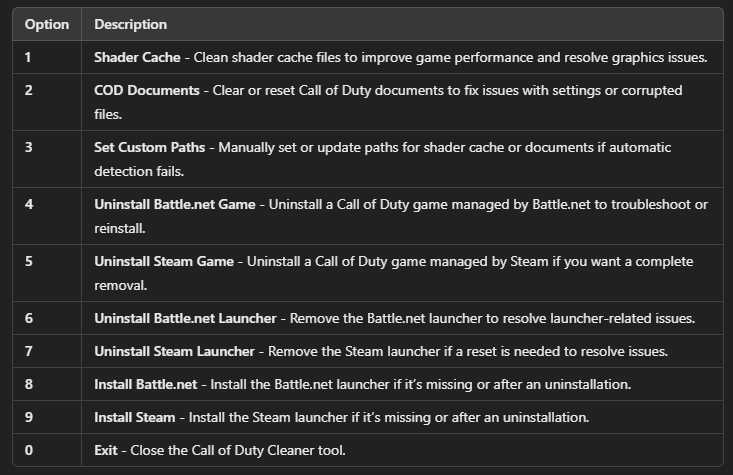 Option Description
1 Shader Cache - Clean shader cache files to improve game performance and resolve graphics issues.
2 COD Documents - Clear or reset Call of Duty documents to fix issues with settings or corrupted
files.
3 Set Custom Paths - Manually set or update paths for shader cache or documents if automatic
detection fails.
4 Uninstall Battle.net Game - Uninstall a Call of Duty game managed by Battle.net to troubleshoot or
reinstall.
5 Uninstall Steam Game - Uninstall a Call of Duty game managed by Steam if you want a complete
removal.
6 Uninstall Battle.net Launcher - Remove the Battle.net launcher to resolve launcher-related issues.
7 Uninstall Steam Launcher - Remove the Steam launcher if a reset is needed to resolve issues.
8 Install Battle.net - Install the Battle.net launcher if it’s missing or after an uninstallation.
9 Install Steam - Install the Steam launcher if it’s missing or after an uninstallation.
0 Exit - Close the Call of Duty Cleaner tool.